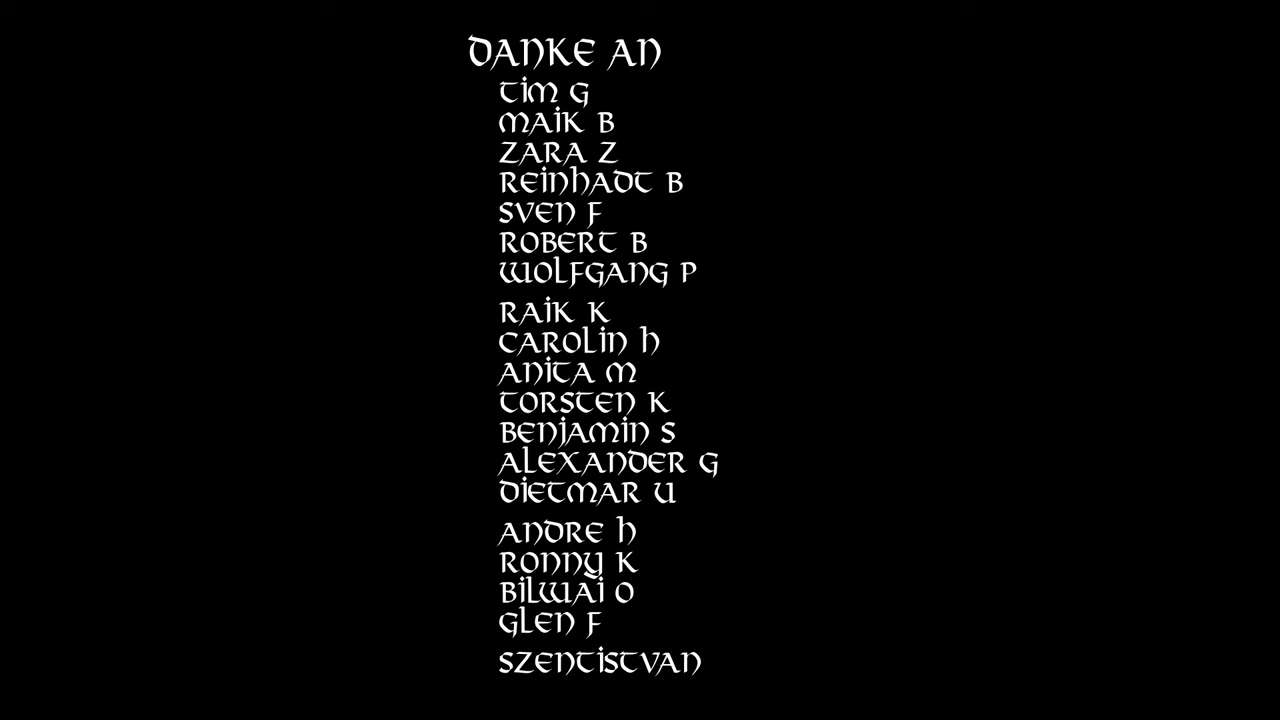 DANKE AN
TIM G
MAIK B
ZARA Z
REINHADT B
SVEN F
ROBERT B
WOLFGANG P
RAIK K
CAROLIN H
ANITA M
TORSTEN K
BENJAMIN S
ALEXANDER G
DIETMAR U
ANDRE H
RONNY K
BILWAI O
GLEN F
SZENTISTVAN